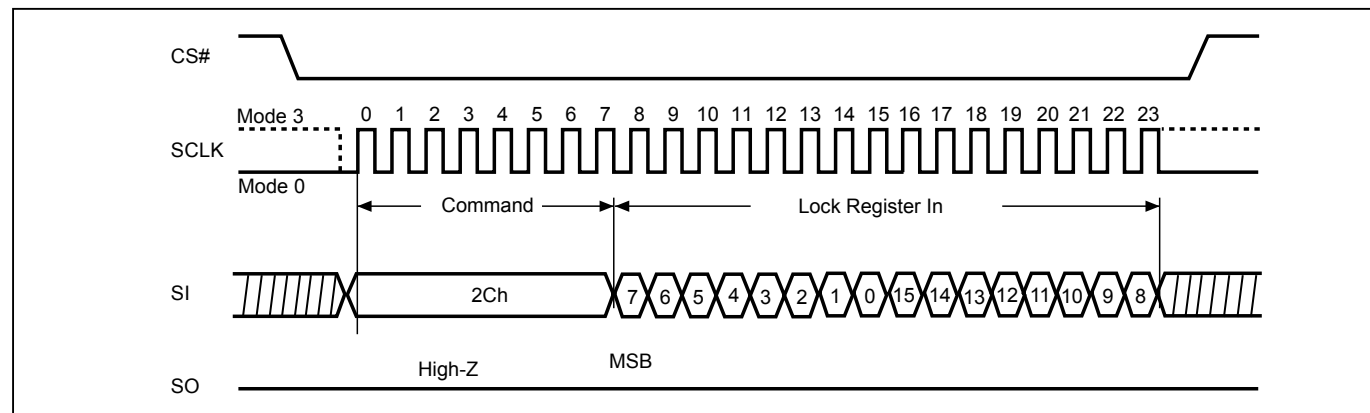 CS#
Mode 3 0 1 2 3 4 5 6 7 8 9 10 11 12 13 14 15 16 17 18 19 20 21 22 23
SCLK
Mode 0
Command Lock Register In
SI 2Ch 7 6 5 4 3 2 1 0 15 14 13 12 11 10 9 8
High-Z MSB
SO